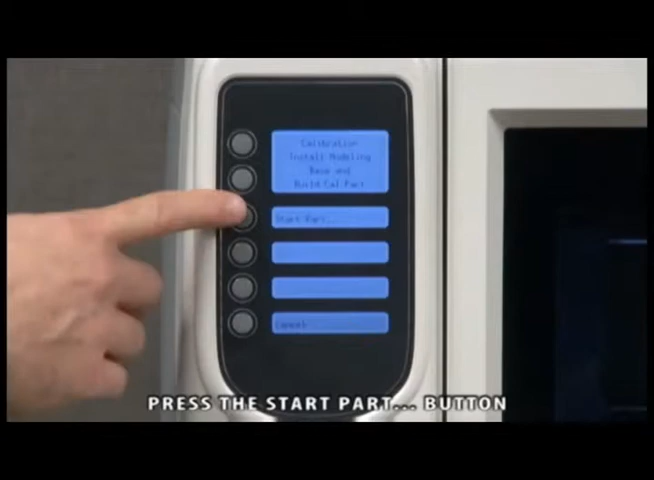 Calibration
Install Modeling
Base and
Build Cal Part
Start Part...
Cancel
PRESS THE START PART... BUTTON